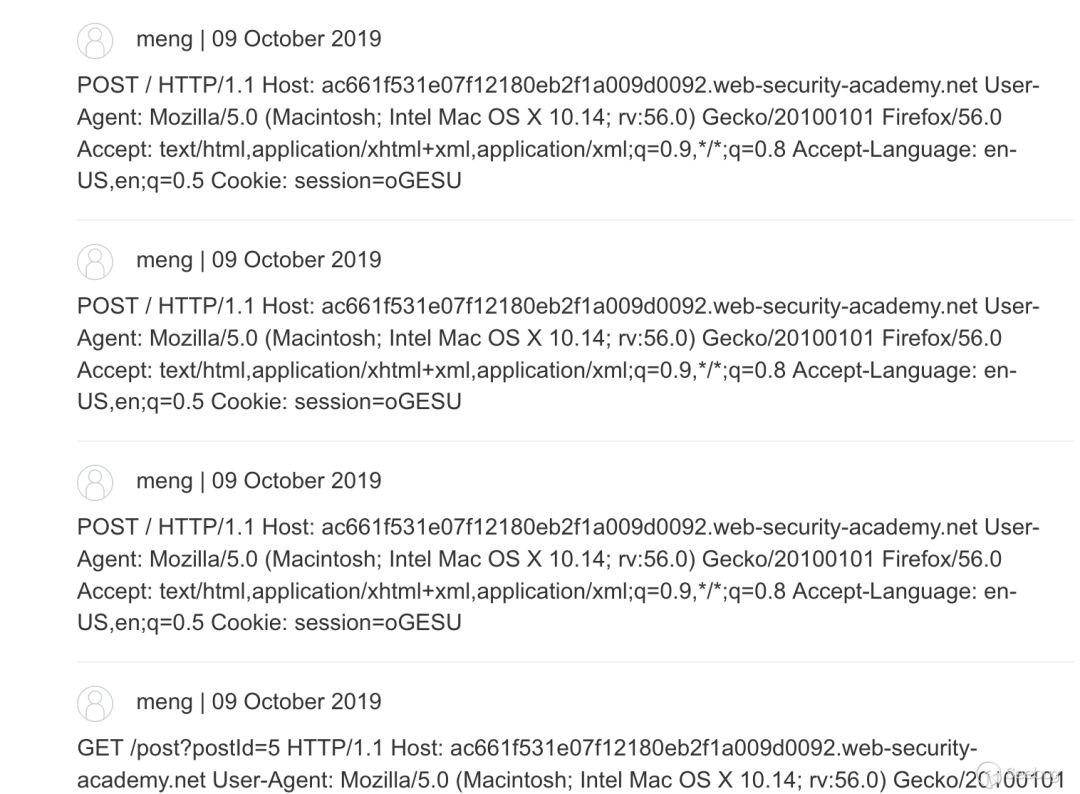 meng | 09 October 2019
POST / HTTP/1.1 Host: ac661f531e07f12180eb2f1a009d0092.web-security-academy.net User-
Agent: Mozilla/5.0 (Macintosh; Intel Mac OS X 10.14; rv:56.0) Gecko/20100101 Firefox/56.0
Accept: text/html,application/xhtml+xml,application/xml;q=0.9,*/*;q=0.8 Accept-Language: en-
US,en;q=0.5 Cookie: session=oGESU
meng | 09 October 2019
POST / HTTP/1.1 Host: ac661f531e07f12180eb2f1a009d0092.web-security-academy.net User-
Agent: Mozilla/5.0 (Macintosh; Intel Mac OS X 10.14; rv:56.0) Gecko/20100101 Firefox/56.0
Accept: text/html,application/xhtml+xml,application/xml;q=0.9,*/*;q=0.8 Accept-Language: en-
US,en;q=0.5 Cookie: session=oGESU
meng | 09 October 2019
POST / HTTP/1.1 Host: ac661f531e07f12180eb2f1a009d0092.web-security-academy.net User-
Agent: Mozilla/5.0 (Macintosh; Intel Mac OS X 10.14; rv:56.0) Gecko/20100101 Firefox/56.0
Accept: text/html,application/xhtml+xml,application/xml;q=0.9,*/*;q=0.8 Accept-Language: en-
US,en;q=0.5 Cookie: session=oGESU
meng | 09 October 2019
GET /post?postId=5 HTTP/1.1 Host: ac661f531e07f12180eb2f1a009d0092.web-security-
academy.net User-Agent: Mozilla/5.0 (Macintosh; Intel Mac OS X 10.14; rv:56.0) Gecko/20100101